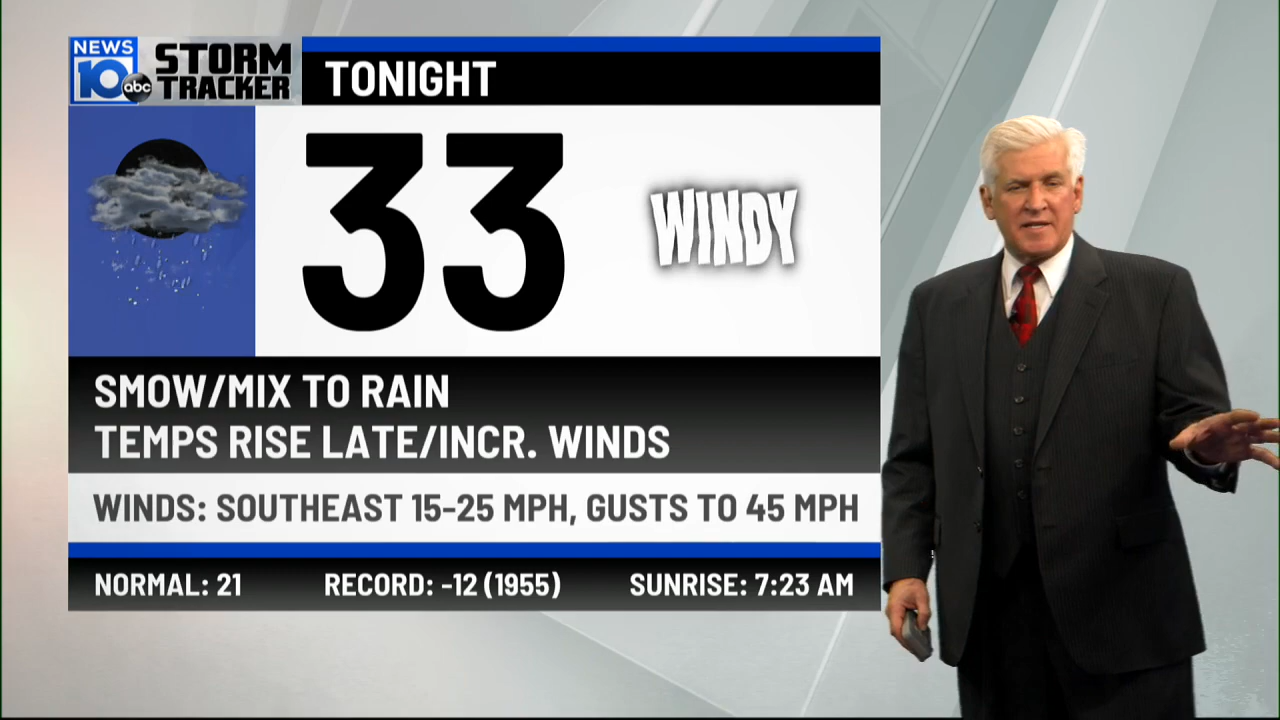 NEWS
10
abc
STORM
TRACKER
TONIGHT
33
WINDY
SMOW/MIX TO RAIN
TEMPS RISE LATE/INCR. WINDS
WINDS: SOUTHEAST 15-25 MPH, GUSTS TO 45 MPH
NORMAL: 21 RECORD: -12 (1955) SUNRISE: 7:23 AM